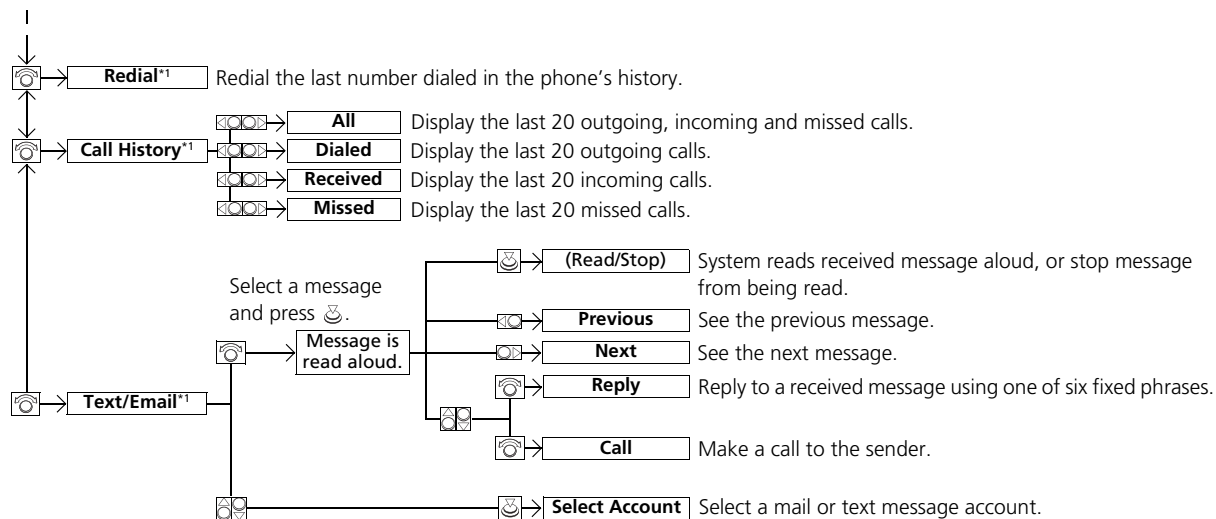 Redial*1 Redial the last number dialed in the phone's history.
All Display the last 20 outgoing, incoming and missed calls.
Call History*1 Dialed Display the last 20 outgoing calls.
Received Display the last 20 incoming calls.
Missed Display the last 20 missed calls.
(Read/Stop) System reads received message aloud, or stop message
from being read.
Select a message
and press .
Previous See the previous message.
Message is
read aloud.
Next See the next message.
Reply Reply to a received message using one of six fixed phrases.
Text/Email*1
Call Make a call to the sender.
Select Account Select a mail or text message account.